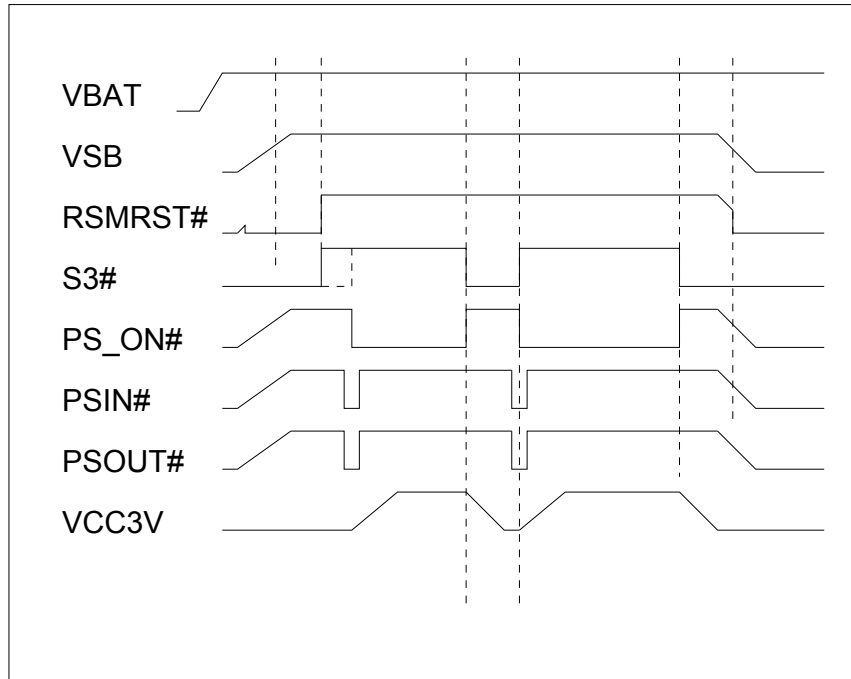 VBAT
VSB
RSMRST#
S3#
PS_ON#
PSIN#
PSOUT#
VCC3V